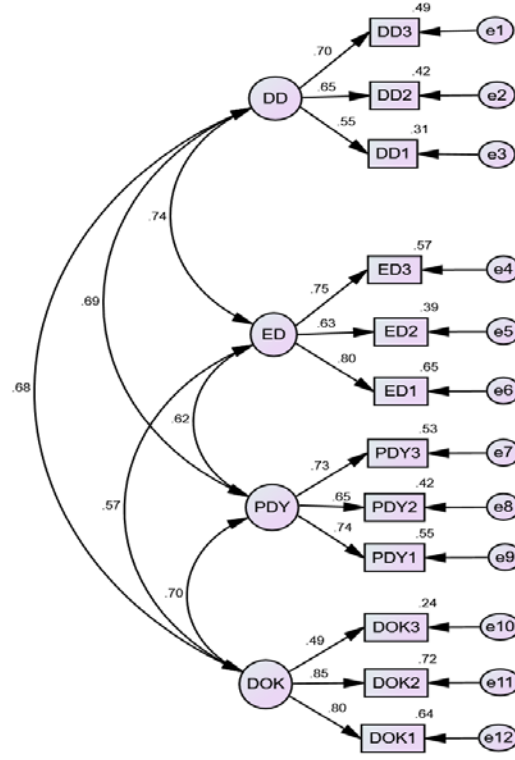 .49
DD3 e1
.70
.42
DD .65 DD2 e2
.55 .31
DD1 e3
.74
.57
ED3 e4
.75
.69 .39
ED .63 ED2 e5
.80 .65
.68 ED1 e6
.62
.53
PDY3 e7
.73
.57 .42
PDY .65 PDY2 e8
.74 .55
PDY1 e9
.70
.24
DOK3 e10
.49
.72
DOK .85 DOK2 e11
.80 .64
DOK1 e12